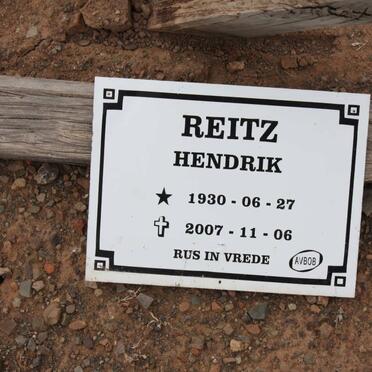 REITZ
HENDRIK
★ 1930 - 06 - 27
✝ 2007 - 11 - 06
RUS IN VREDE
AVBOB